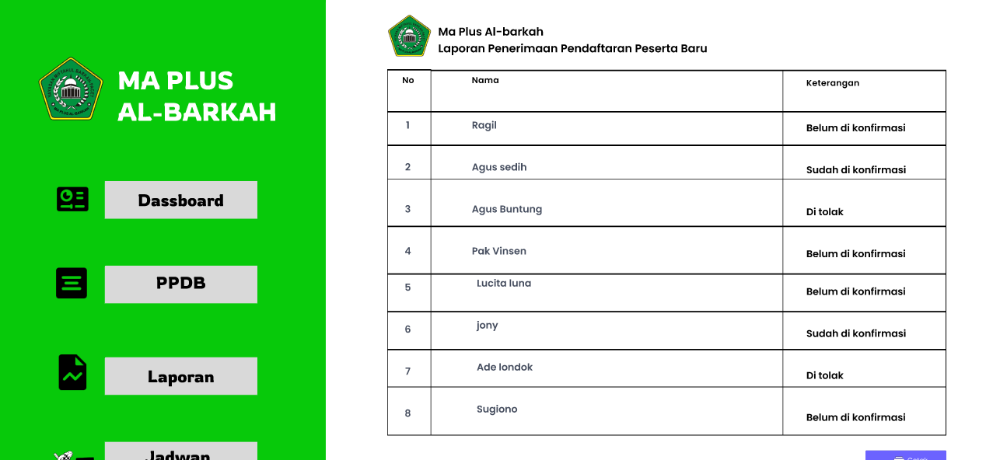 MA PLUS
AL-BARKAH
Dassboard
PPDB
Laporan
Jadwan
Ma Plus Al-barkah
Laporan Penerimaan Pendaftaran Peserta Baru
No Nama Keterangan
1 Ragil Belum di konfirmasi
2 Agus sedih Sudah di konfirmasi
3 Agus Buntung Di tolak
4 Pak Vinsen Belum di konfirmasi
5 Lucita luna Belum di konfirmasi
6 jony Sudah di konfirmasi
7 Ade londok Di tolak
8 Sugiono Belum di konfirmasi
Cetak